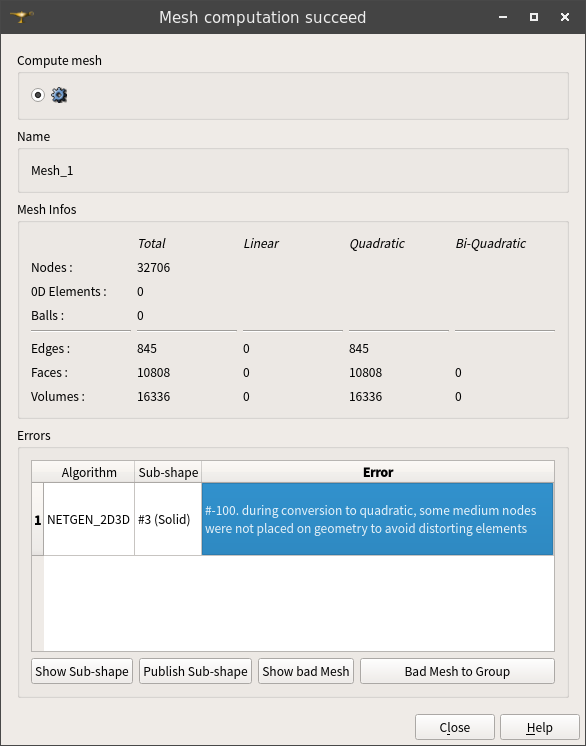 Mesh computation succeed
Compute mesh
Name
Mesh_1
Mesh Infos
Total Linear Quadratic Bi-Quadratic
Nodes : 32706
0D Elements : 0
Balls : 0
Edges : 845 0 845
Faces : 10808 0 10808 0
Volumes : 16336 0 16336 0
Errors
Algorithm Sub-shape Error
1 NETGEN_2D3D #3 (Solid) #-100. during conversion to quadratic, some medium nodes
were not placed on geometry to avoid distorting elements
Show Sub-shape Publish Sub-shape Show bad Mesh Bad Mesh to Group
Close Help